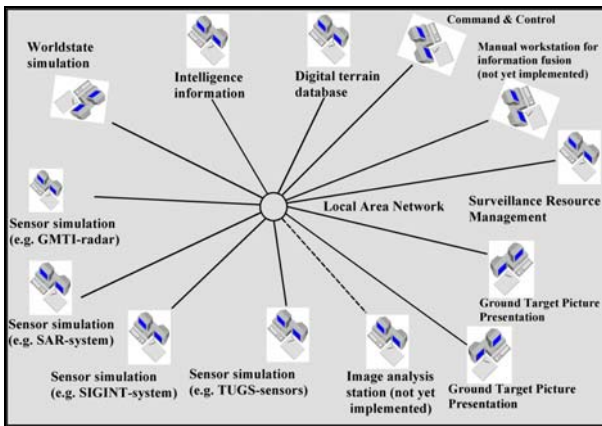 Command & Control
Worldstate
simulation
Intelligence
information
Digital terrain
database
Manual workstation for
information fusion
(not yet implemented)
Local Area Network
Surveillance Resource
Management
Sensor simulation
(e.g. GMTI-radar)
Ground Target Picture
Presentation
Sensor simulation
(e.g. SAR-system)
Sensor simulation
(e.g. SIGINT-system)
Sensor simulation
(e.g. TUGS-sensors)
Image analysis
station (not yet
implemented)
Ground Target Picture
Presentation